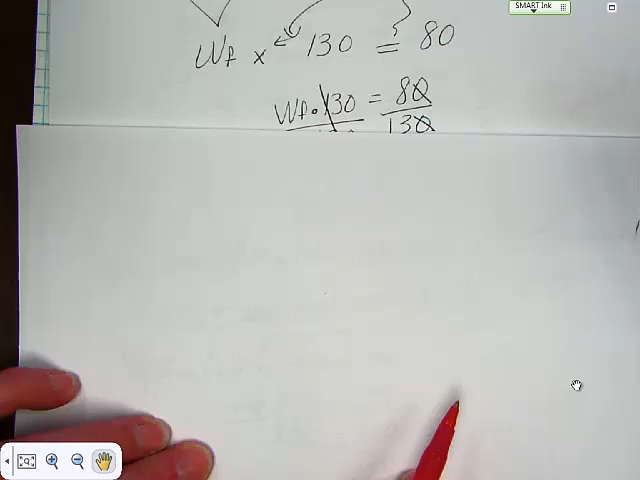 SMART Ink
Wf x 130 = 80
Wf • 130 = 80
130